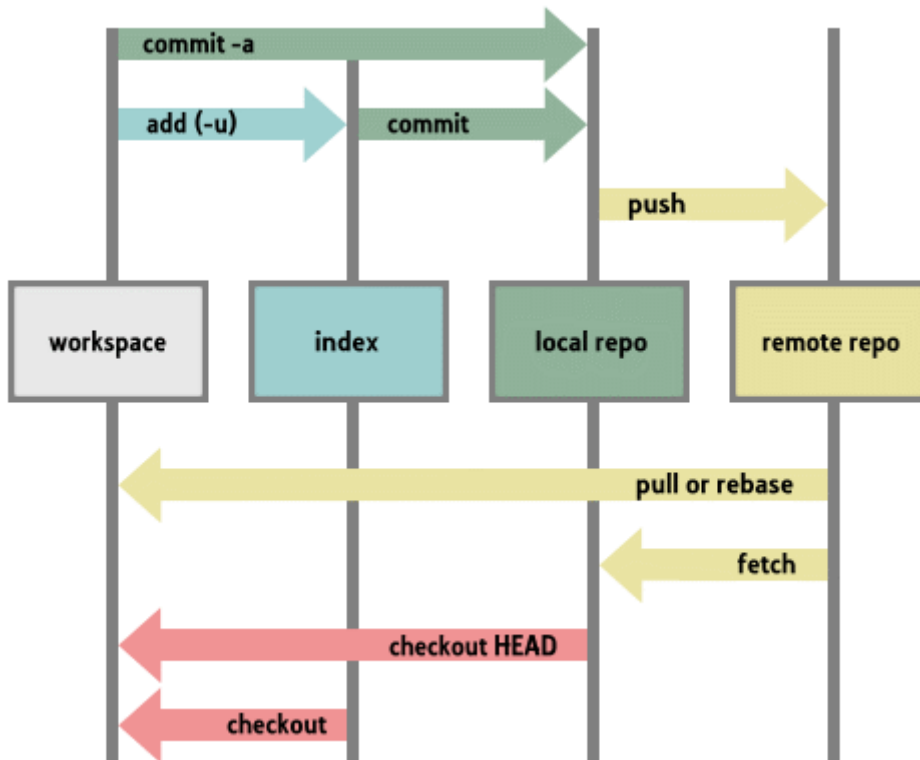 commit -a
add (-u)
commit
push
workspace
index
local repo
remote repo
pull or rebase
fetch
checkout HEAD
checkout